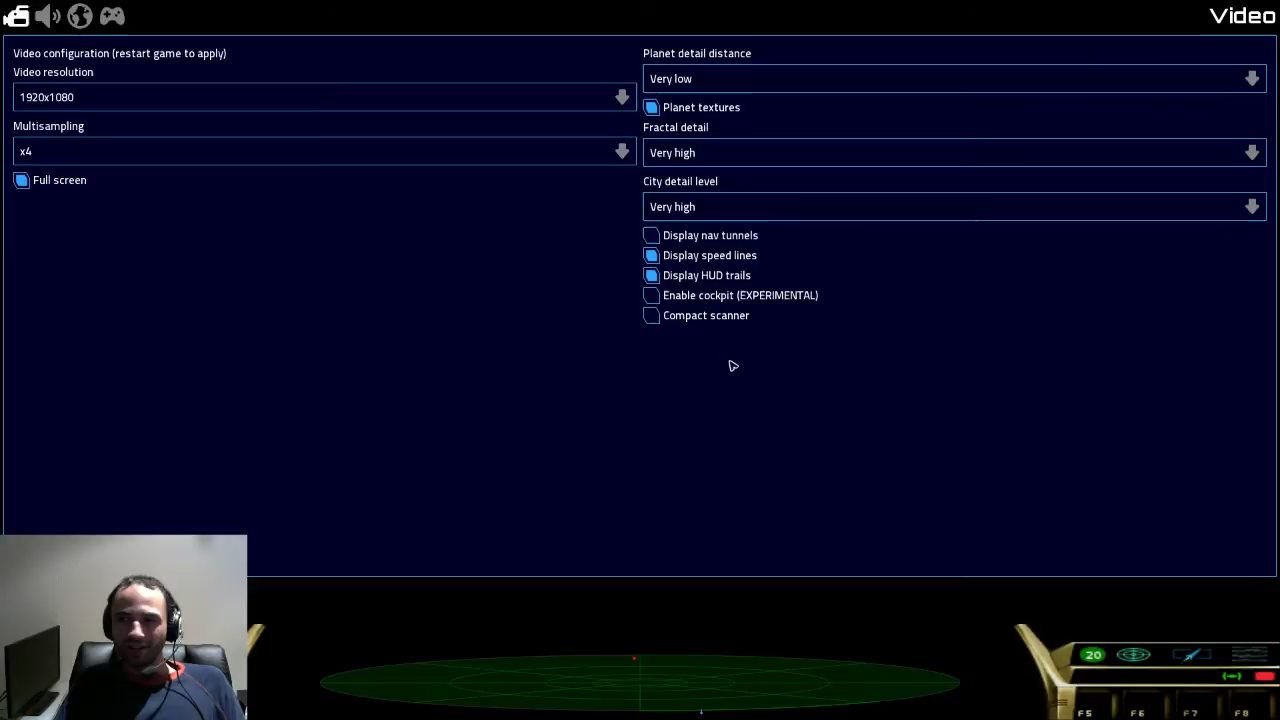 Video
Video configuration (restart game to apply)
Video resolution
1920x1080
Multisampling
x4
Full screen
Planet detail distance
Very low
Planet textures
Fractal detail
Very high
City detail level
Very high
Display nav tunnels
Display speed lines
Display HUD trails
Enable cockpit (EXPERIMENTAL)
Compact scanner
20
F5 F6 F7 F8